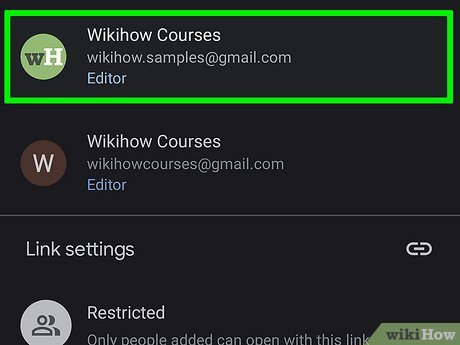 Wikihow Courses
wH
wikihow.samples@gmail.com
Editor
Wikihow Courses
W
wikihowcourses@gmail.com
Editor
Link settings
Restricted
Only people added can open with this link
wikiHow